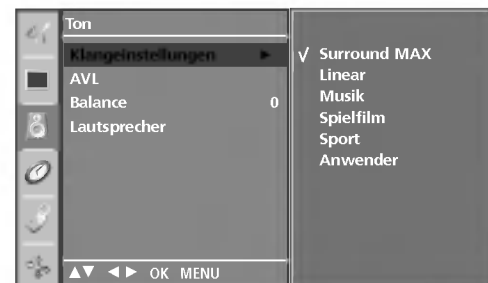 Ton
Klangeinstellungen ►
AVL
Balance 0
Lautsprecher
▲▼ ◄► OK MENU
√ Surround MAX
Linear
Musik
Spielfilm
Sport
Anwender